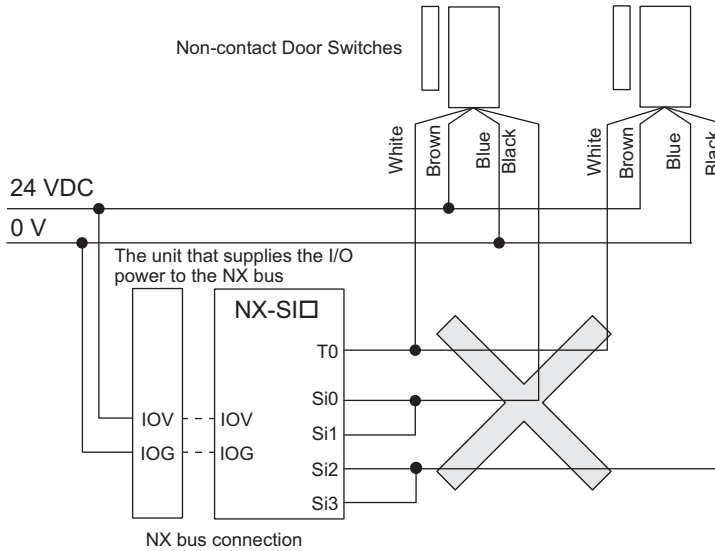 Non-contact Door Switches
White
Brown
Blue
Black
White
Brown
Blue
Black
24 VDC
0 V
The unit that supplies the I/O
power to the NX bus
NX-SI□
T0
Si0
Si1
Si2
Si3
IOV
IOV
IOG
IOG
NX bus connection